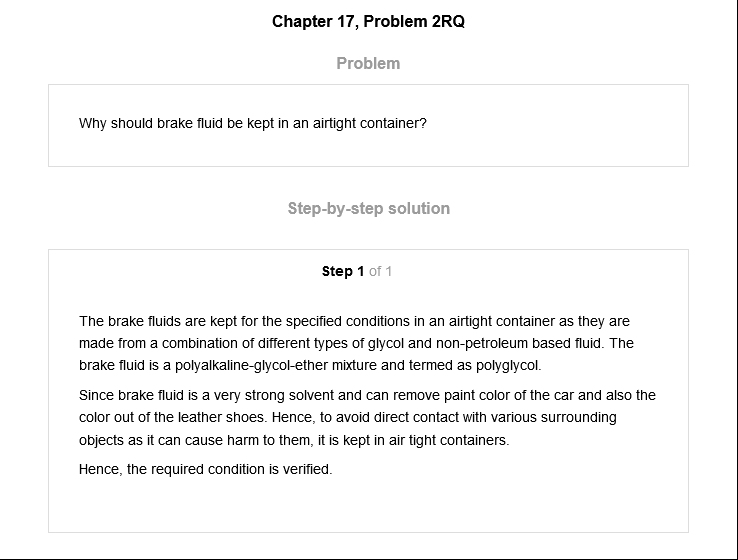 Chapter 17, Problem 2RQ
Problem
Why should brake fluid be kept in an airtight container?
Step-by-step solution
Step 1 of 1
The brake fluids are kept for the specified conditions in an airtight container as they are
made from a combination of different types of glycol and non-petroleum based fluid. The
brake fluid is a polyalkaline-glycol-ether mixture and termed as polyglycol.
Since brake fluid is a very strong solvent and can remove paint color of the car and also the
color out of the leather shoes. Hence, to avoid direct contact with various surrounding
objects as it can cause harm to them, it is kept in air tight containers.
Hence, the required condition is verified.